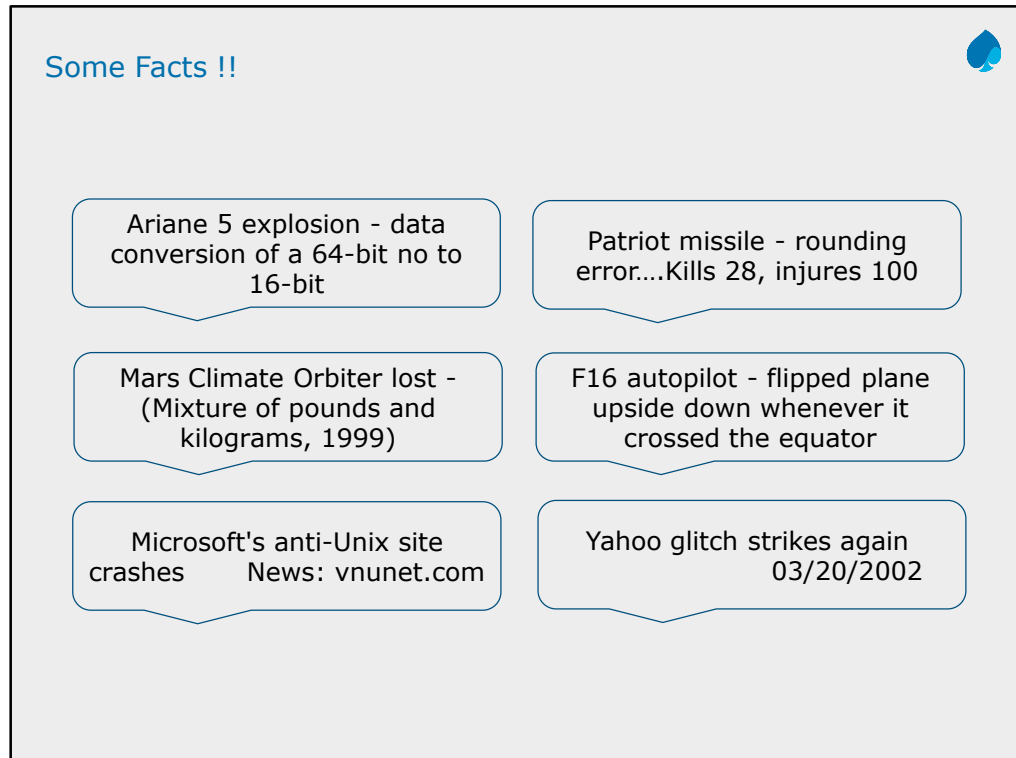 Some Facts !!
Ariane 5 explosion - data
conversion of a 64-bit no to
16-bit
Patriot missile - rounding
error….Kills 28, injures 100
Mars Climate Orbiter lost -
(Mixture of pounds and
kilograms, 1999)
F16 autopilot - flipped plane
upside down whenever it
crossed the equator
Microsoft's anti-Unix site
crashes News: vnunet.com
Yahoo glitch strikes again
03/20/2002